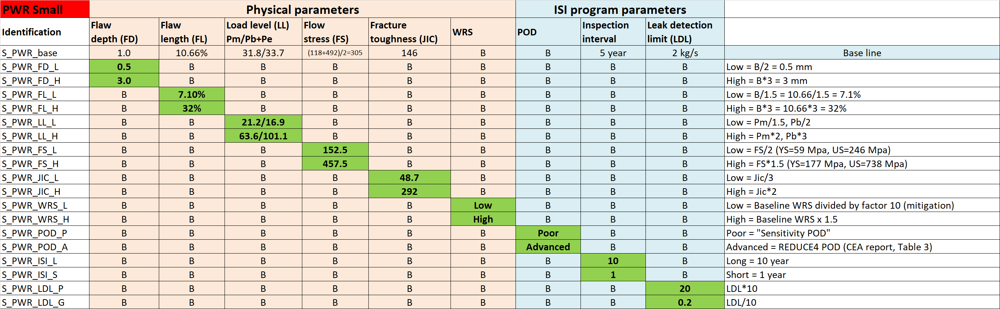 PWR Small Physical parameters ISI program parameters
Identification Flaw depth (FD) Flaw length (FL) Load level (LL) Pm/Pb+Pe Flow stress (FS) Fracture toughness (JIC) WRS POD Inspection interval Leak detection limit (LDL)
S_PWR_base 1.0 10.66% 31.8/33.7 (118+492)/2=305 146 B B 5 year 2 kg/s Base line
S_PWR_FD_L 0.5 B B B B B B B B Low = B/2 = 0.5 mm
S_PWR_FD_H 3.0 B B B B B B B B High = B*3 = 3 mm
S_PWR_FL_L B 7.10% B B B B B B B Low = B/1.5 = 10.66/1.5 = 7.1%
S_PWR_FL_H B 32% B B B B B B B High = B*3 = 10.66*3 = 32%
S_PWR_LL_L B B 21.2/16.9 B B B B B B Low = Pm/1.5, Pb/2
S_PWR_LL_H B B 63.6/101.1 B B B B B B High = Pm*2, Pb*3
S_PWR_FS_L B B B 152.5 B B B B B Low = FS/2 (YS=59 Mpa, US=246 Mpa)
S_PWR_FS_H B B B 457.5 B B B B B High = FS*1.5 (YS=177 Mpa, US=738 Mpa)
S_PWR_JIC_L B B B B 48.7 B B B B Low = Jic/3
S_PWR_JIC_H B B B B 292 B B B B High = Jic*2
S_PWR_WRS_L B B B B B Low B B B Low = Baseline WRS divided by factor 10 (mitigation)
S_PWR_WRS_H B B B B B High B B B High = Baseline WRS x 1.5
S_PWR_POD_P B B B B B B Poor B B Poor = "Sensitivity POD"
S_PWR_POD_A B B B B B B Advanced B B Advanced = REDUCE4 POD (CEA report, Table 3)
S_PWR_ISI_L B B B B B B B 10 B Long = 10 year
S_PWR_ISI_S B B B B B B B 1 B Short = 1 year
S_PWR_LDL_P B B B B B B B B 20 LDL*10
S_PWR_LDL_G B B B B B B B B 0.2 LDL/10